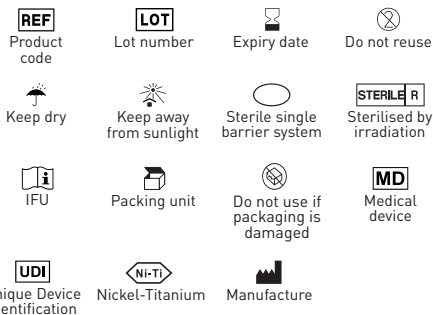 REF
LOT
Product
code
Lot number
Expiry date
2
Do not reuse
STERILE R
Keep dry
Keep away
from sunlight
Sterile single
barrier system
Sterilised by
irradiation
i
MD
IFU
Packing unit
Do not use if
packaging is
damaged
Medical
device
UDI
Ni-Ti
Device
Nickel-Titanium
Manufacture